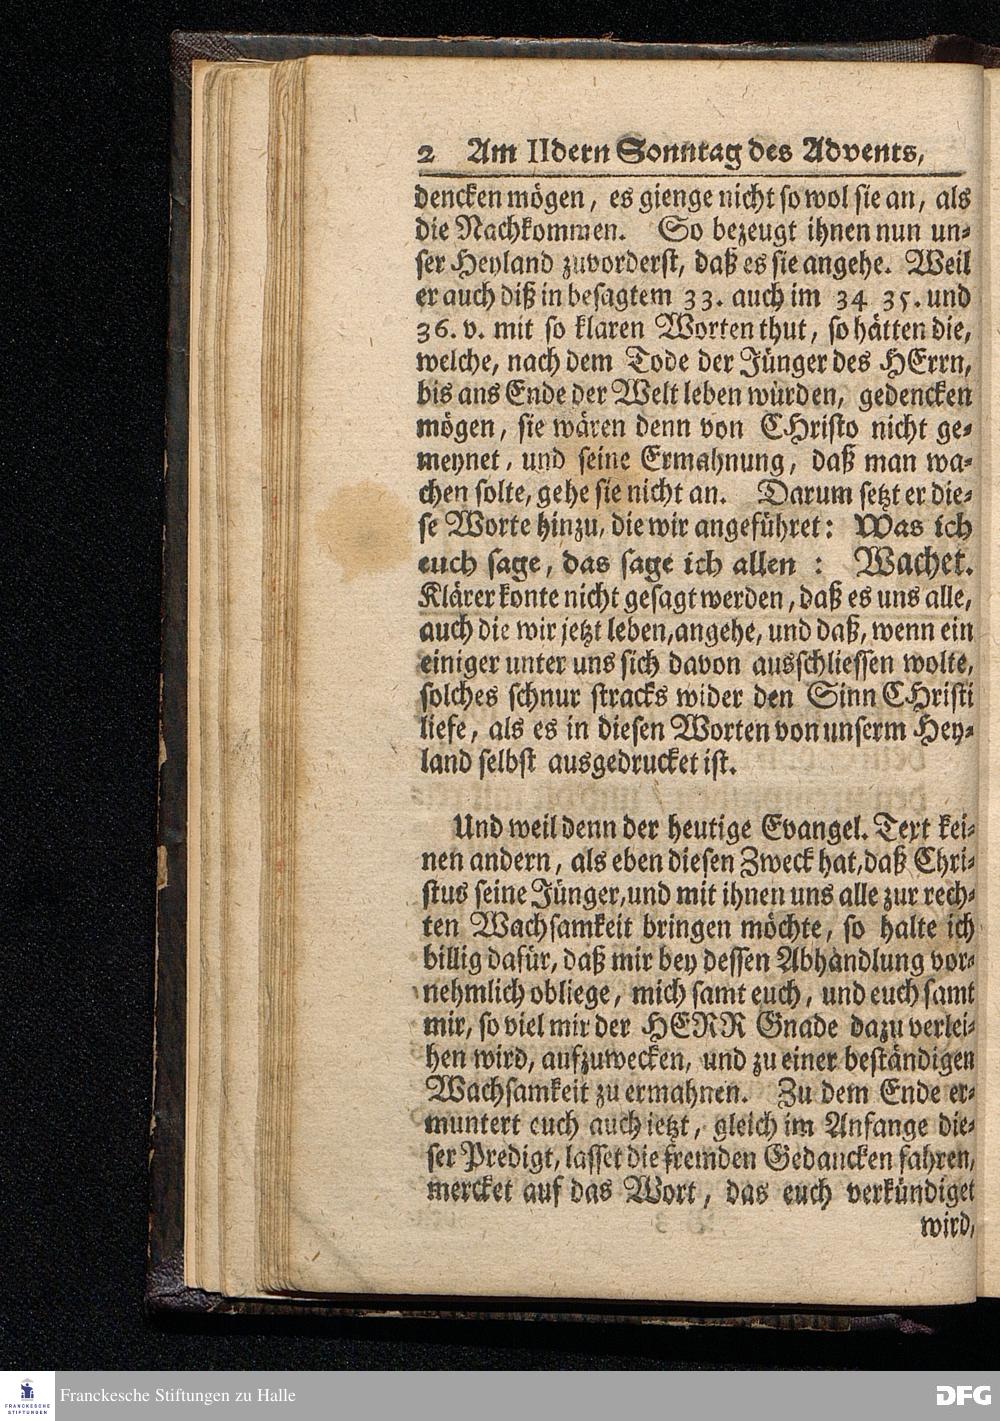 2 Am IIdern Sonntag des Advents,
dencken mögen, es gienge nicht so wol sie an, als
die Nachkommen. So bezeugt ihnen nun un-
ser Heyland zuvorderst, daß es sie angehe. Weil
er auch diß in besagtem 33. auch im 34 35. und
36. v. mit so klaren Worten thut, so hätten die,
welche, nach dem Tode der Jünger des HErrn,
bis ans Ende der Welt leben würden, gedencken
mögen, sie wären denn von CHristo nicht ge-
meynet, und seine Ermahnung, daß man wa-
chen solte, gehe sie nicht an. Darum setzt er die-
se Worte hinzu, die wir angeführet: Was ich
euch sage, das sage ich allen : Wachet.
Klärer konte nicht gesagt werden, daß es uns alle,
auch die wir jetzt leben, angehe, und daß, wenn ein
einiger unter uns sich davon ausschliessen wolte,
solches schnur stracks wider den Sinn CHristi
liefe, als es in diesen Worten von unserm Hey-
land selbst ausgedrucket ist.
Und weil denn der heutige Evangel. Text kei-
nen andern, als eben diesen Zweck hat, daß Chri-
stus seine Jünger, und mit ihnen uns alle zur rech-
ten Wachsamkeit bringen möchte, so halte ich
billig dafür, daß mir bey dessen Abhandlung vor-
nehmlich obliege, mich samt euch, und euch samt
mir, so viel mir der HERR Gnade dazu verlei-
hen wird, aufzuwecken, und zu einer beständigen
Wachsamkeit zu ermahnen. Zu dem Ende er-
muntert euch auch jetzt, gleich im Anfange die-
ser Predigt, lasset die fremden Gedancken fahren,
mercket auf das Wort, das euch verkündiget
wird,
FRANCKESCHE
STIFTUNGEN
Franckesche Stiftungen zu Halle
DFG